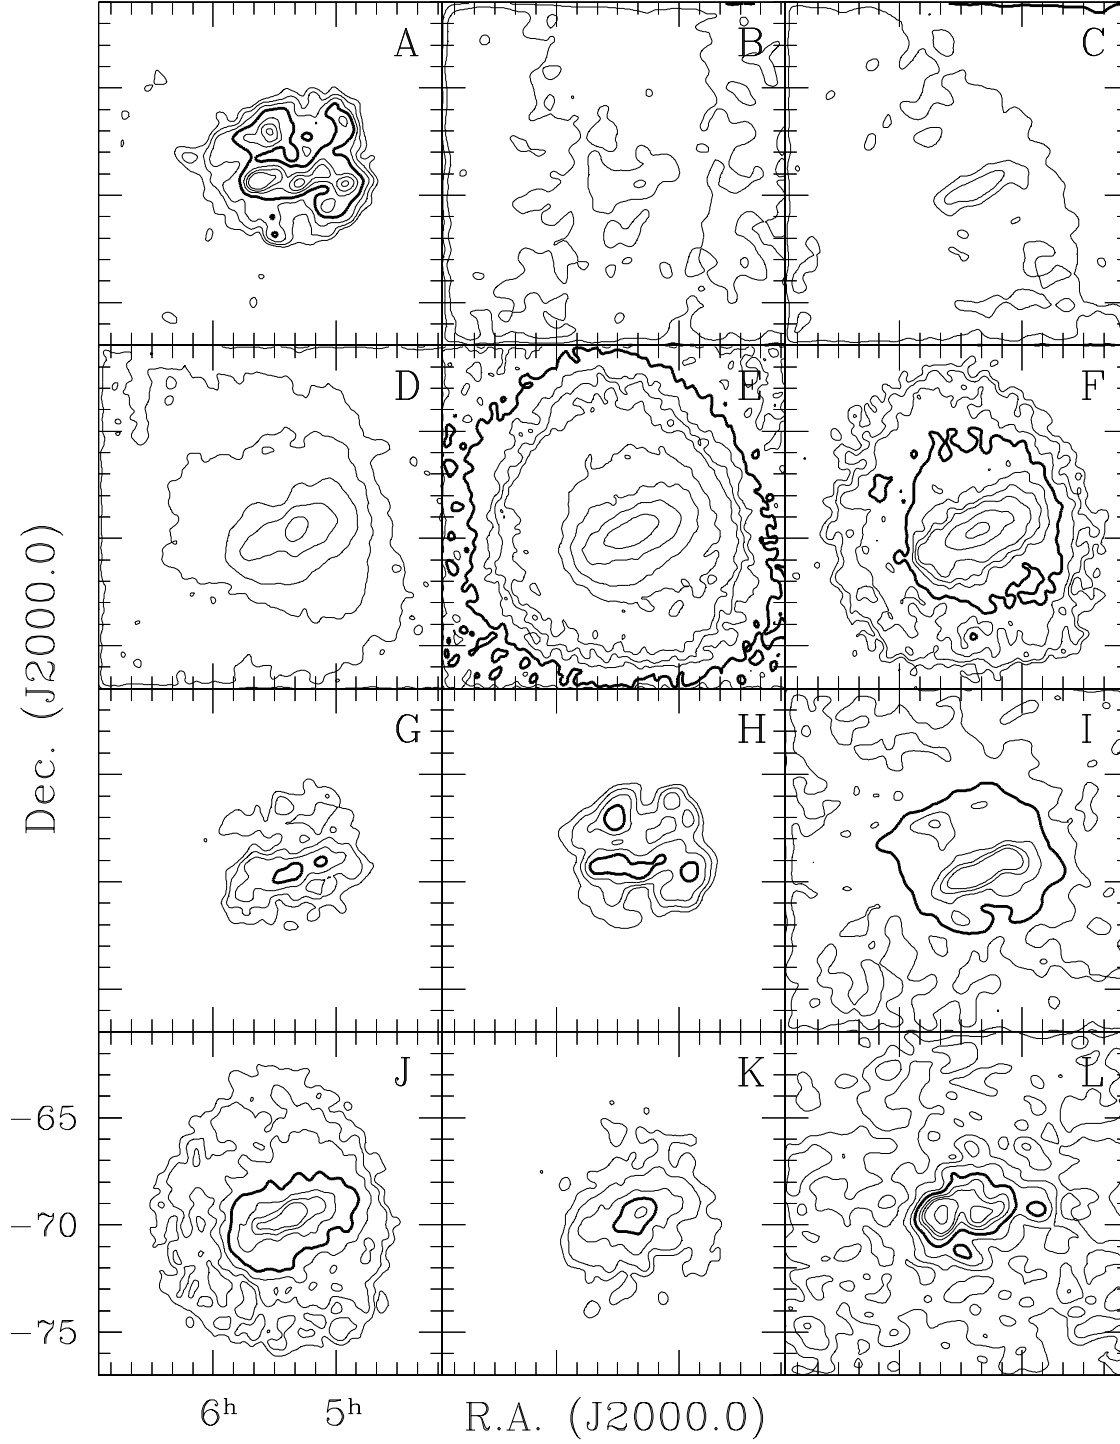 A B C
D E F
G H I
J K L
Dec. (J2000.0)
−65
−70
−75
6h 5h R.A. (J2000.0)